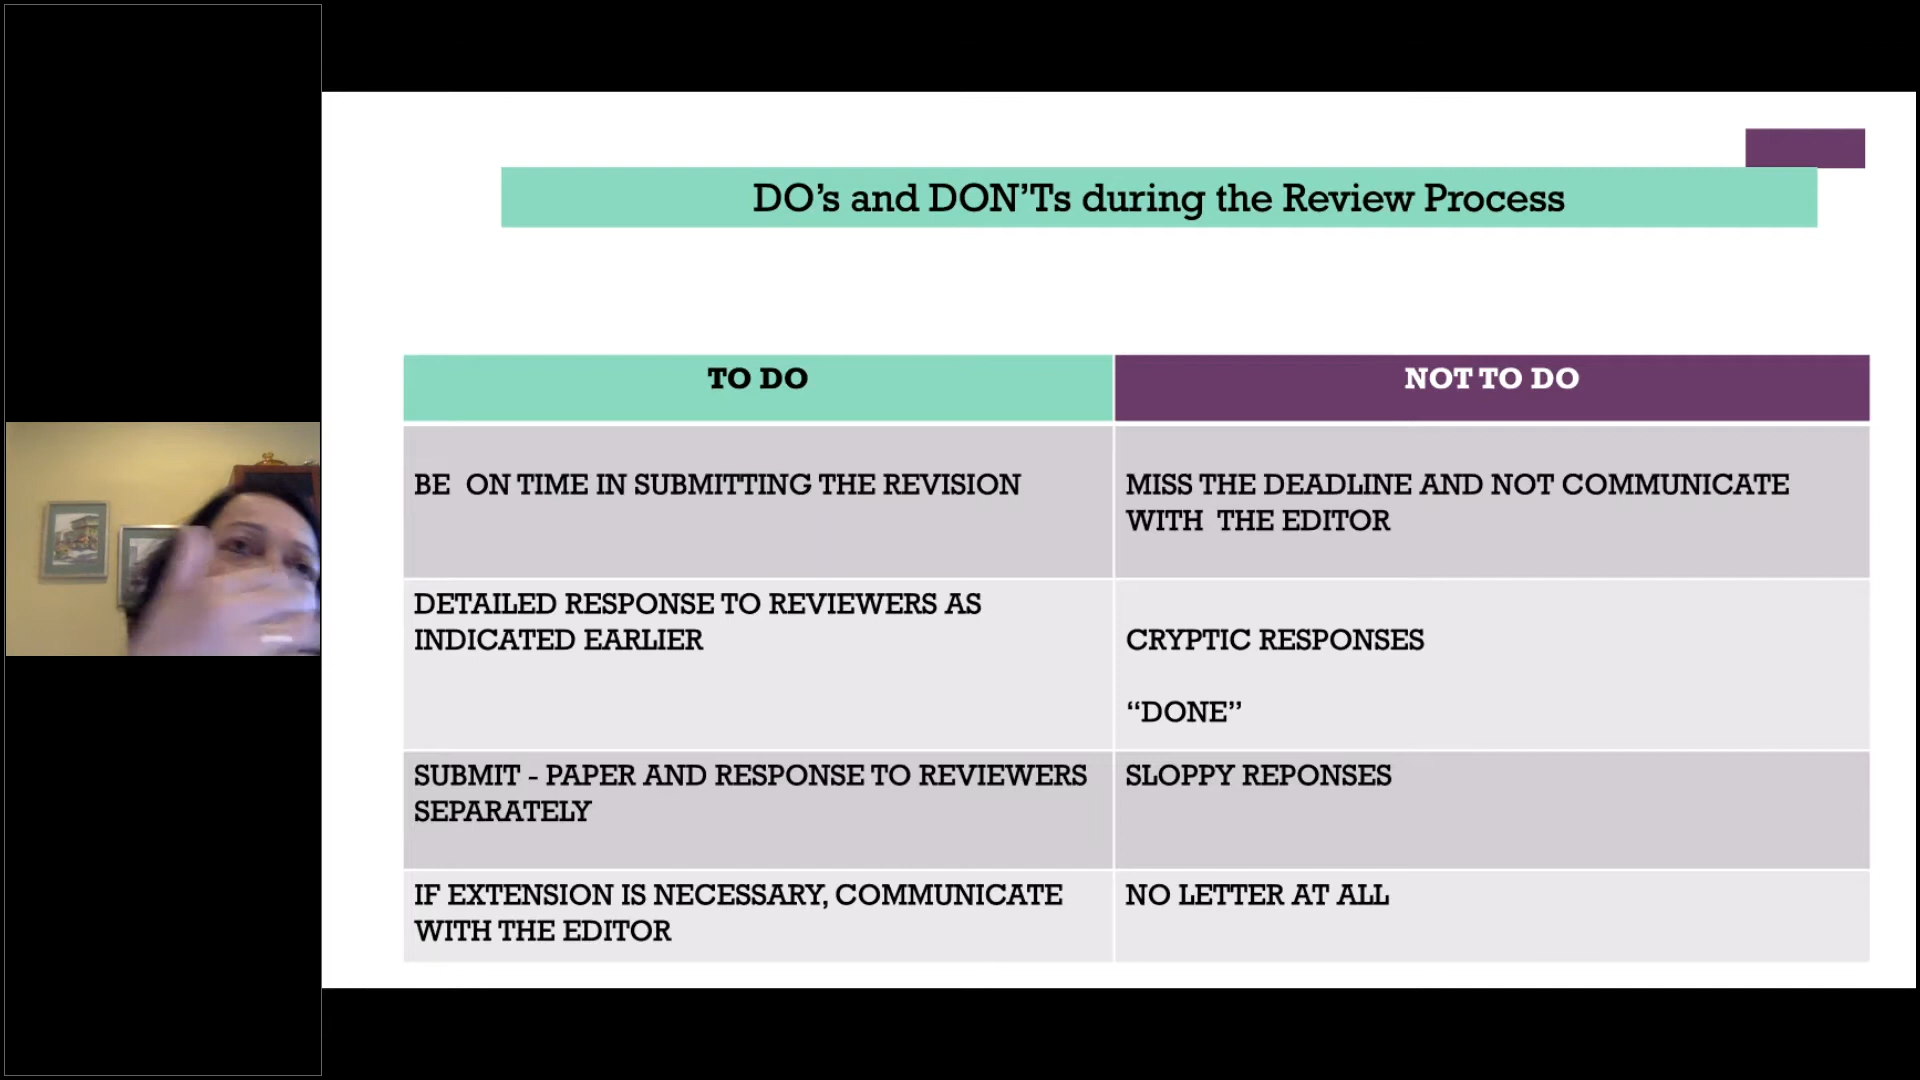 DO’s and DON’Ts during the Review Process
TO DO
NOT TO DO
BE ON TIME IN SUBMITTING THE REVISION
MISS THE DEADLINE AND NOT COMMUNICATE
WITH THE EDITOR
DETAILED RESPONSE TO REVIEWERS AS
INDICATED EARLIER
CRYPTIC RESPONSES
“DONE”
SUBMIT - PAPER AND RESPONSE TO REVIEWERS
SEPARATELY
SLOPPY REPONSES
IF EXTENSION IS NECESSARY, COMMUNICATE
WITH THE EDITOR
NO LETTER AT ALL